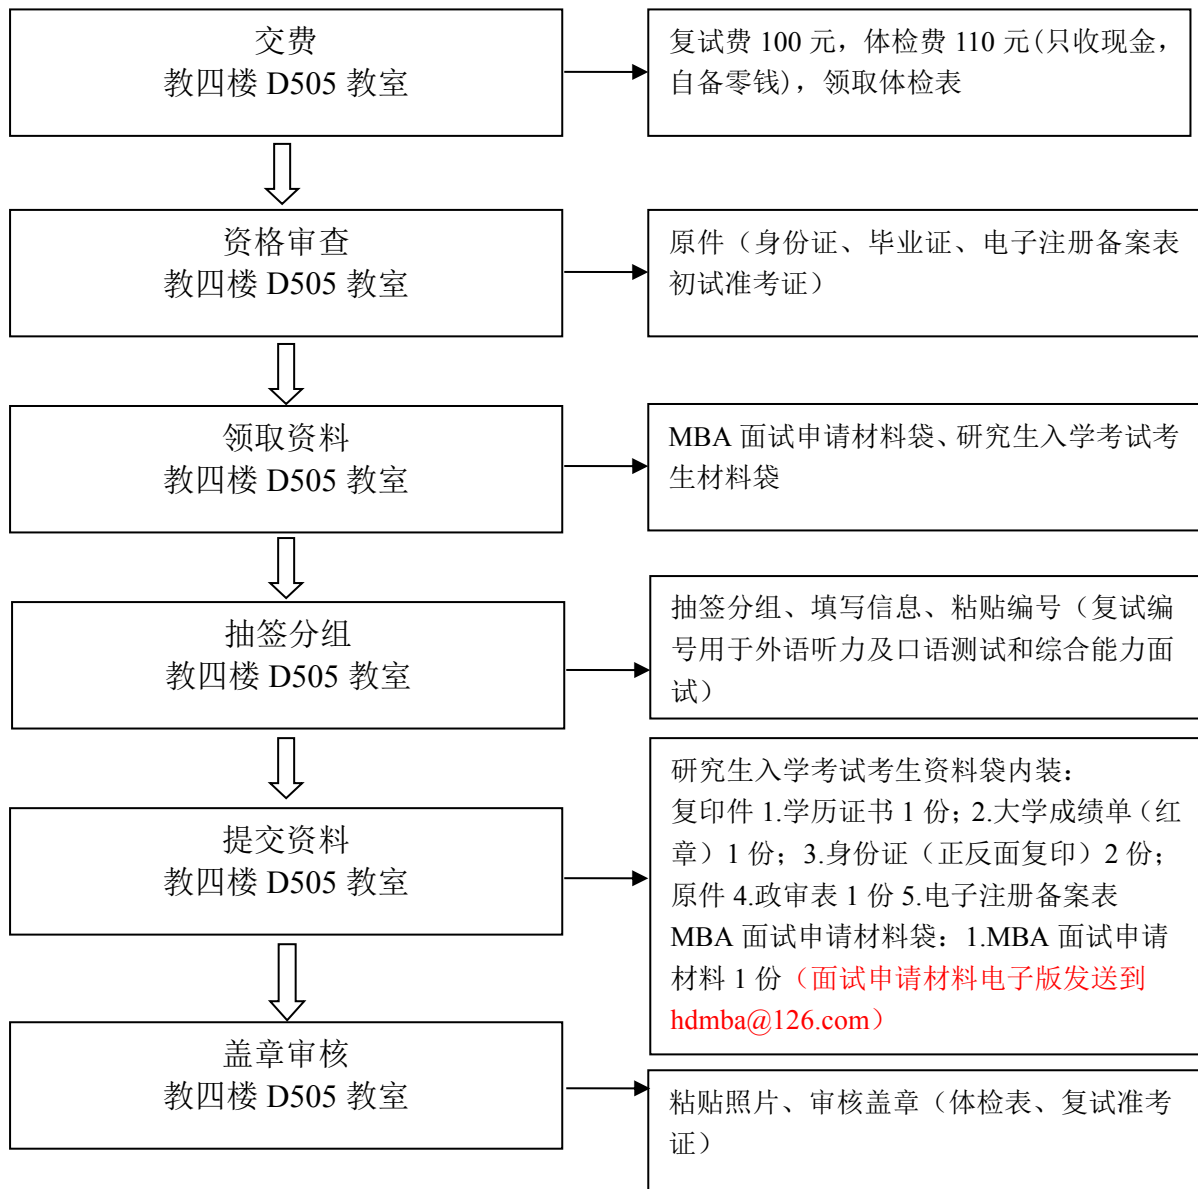 交费
教四楼 D505 教室
复试费 100 元，体检费 110 元(只收现金，
自备零钱)，领取体检表
资格审查
教四楼 D505 教室
原件（身份证、毕业证、电子注册备案表
初试准考证）
领取资料
教四楼 D505 教室
MBA 面试申请材料袋、研究生入学考试考
生材料袋
抽签分组
教四楼 D505 教室
抽签分组、填写信息、粘贴编号（复试编
号用于外语听力及口语测试和综合能力面
试）
提交资料
教四楼 D505 教室
研究生入学考试考生资料袋内装：
复印件 1.学历证书 1 份；2.大学成绩单（红
章）1 份；3.身份证（正反面复印）2 份；
原件 4.政审表 1 份 5.电子注册备案表
MBA 面试申请材料袋：1.MBA 面试申请
材料 1 份（面试申请材料电子版发送到
hdmba@126.com）
盖章审核
教四楼 D505 教室
粘贴照片、审核盖章（体检表、复试准考
证）